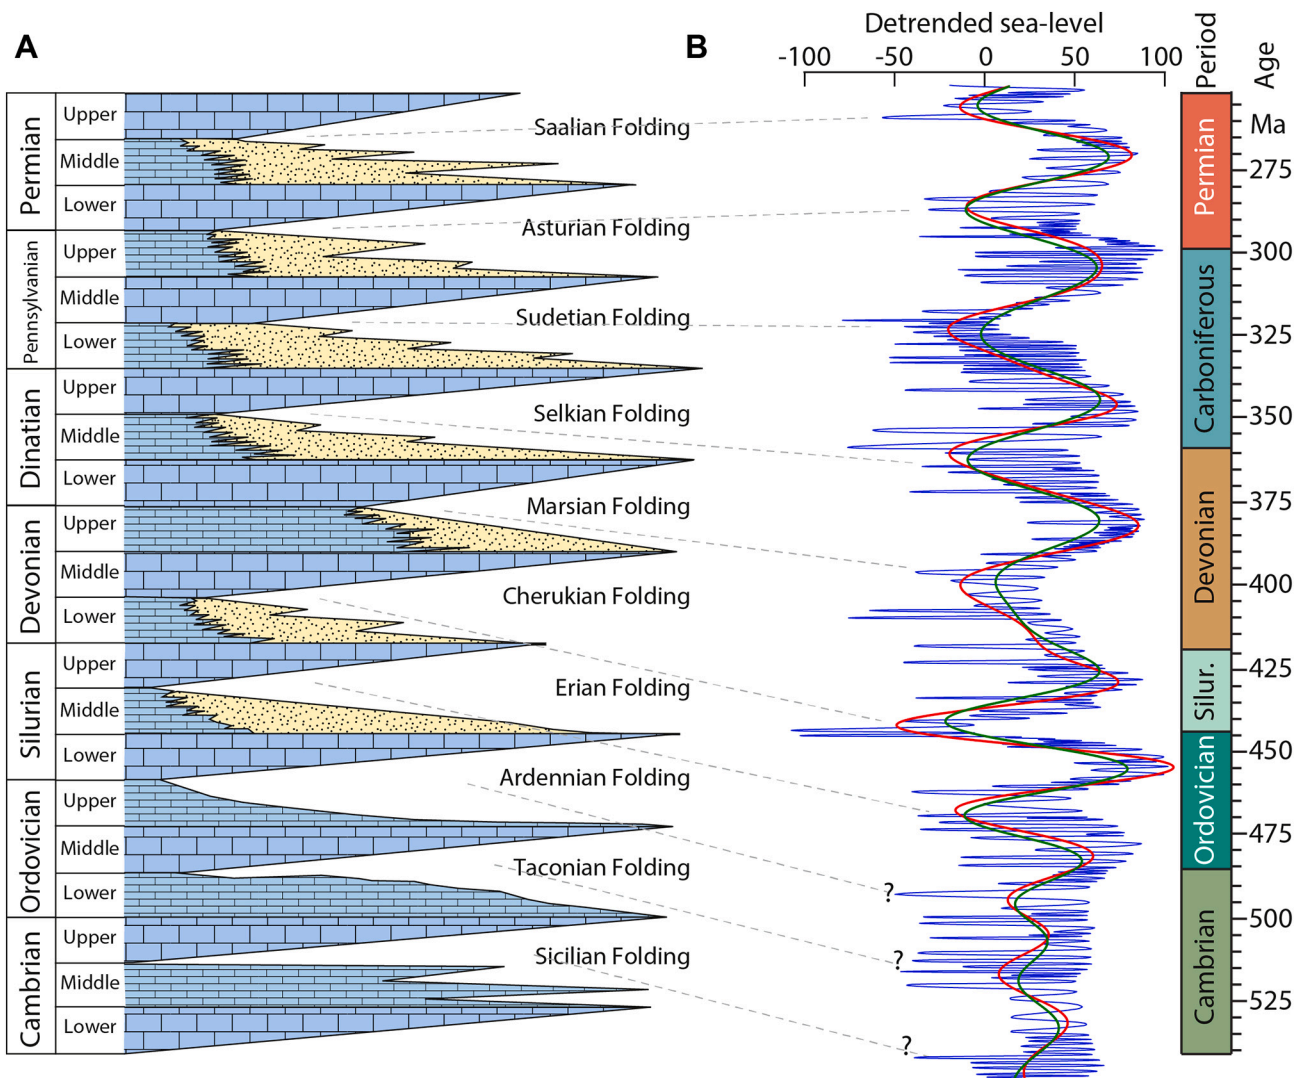 A
B
Detrended sea-level
-100 -50 0 50 100
Period
Age
Ma
Permian
Upper
Middle
Lower
Pennsylvanian
Upper
Middle
Lower
Dinatian
Upper
Middle
Lower
Devonian
Upper
Middle
Lower
Silurian
Upper
Middle
Lower
Ordovician
Upper
Middle
Lower
Cambrian
Upper
Middle
Lower
Saalian Folding
Asturian Folding
Sudetian Folding
Selkian Folding
Marsian Folding
Cherukian Folding
Erian Folding
Ardennian Folding
Taconian Folding
Sicilian Folding
?
?
?
Permian
Carboniferous
Devonian
Silur.
Ordovician
Cambrian
275
300
325
350
375
400
425
450
475
500
525